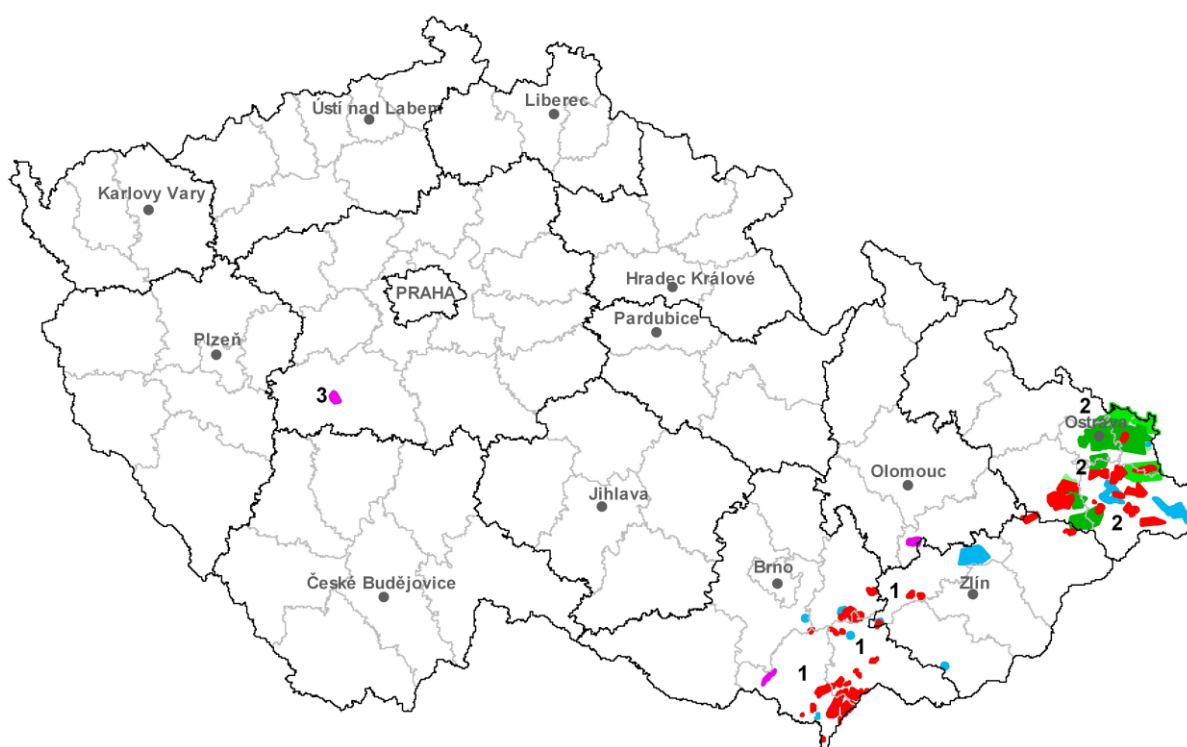 Ústí nad Labem
Liberec
Karlovy Vary
Hradec Králové
PRAHA
Pardubice
Plzeň
3
2
Ostrava
2
Olomouc
Jihlava
2
Brno
České Budějovice
1
Zlín
1
1